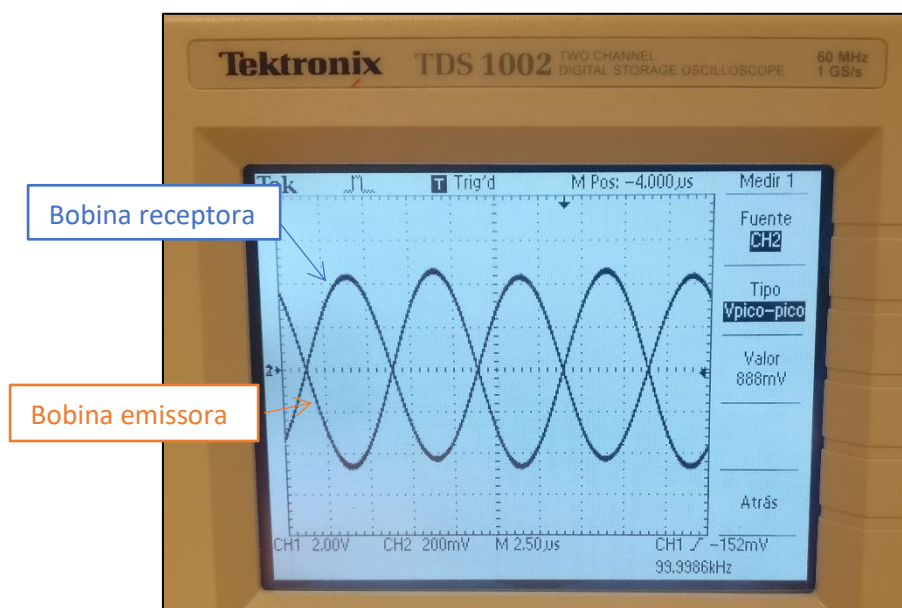 Tektronix TDS 1002 TWO CHANNEL DIGITAL STORAGE OSCILLOSCOPE 60 MHz 1 GS/s
Tek T Trig'd M Pos: -4.000µs Medir 1
Bobina receptora
Fuente
CH2
Tipo
Vpico-pico
Valor
888mV
2
Bobina emissora
Atrás
CH1 2.00V CH2 200mV M 2.50µs CH1 -152mV
99.9986kHz